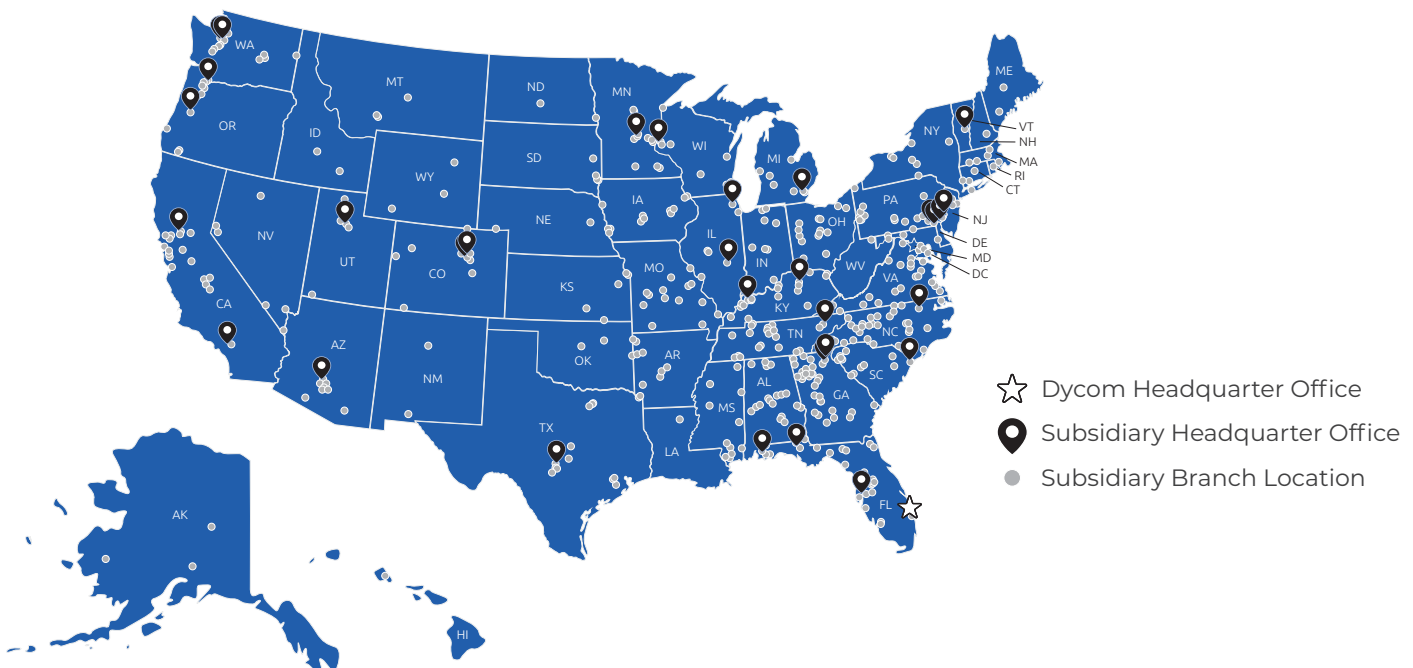 WA
MT
ND
MN
ME
OR
ID
WY
SD
WI
MI
NY
VT
NH
MA
RI
CT
NV
UT
CO
NE
IA
IL
IN
OH
PA
NJ
DE
MD
DC
CA
KS
MO
KY
WV
VA
AZ
NM
OK
AR
TN
NC
SC
TX
LA
MS
AL
GA
FL
AK
HI
Dycom Headquarter Office
Subsidiary Headquarter Office
Subsidiary Branch Location